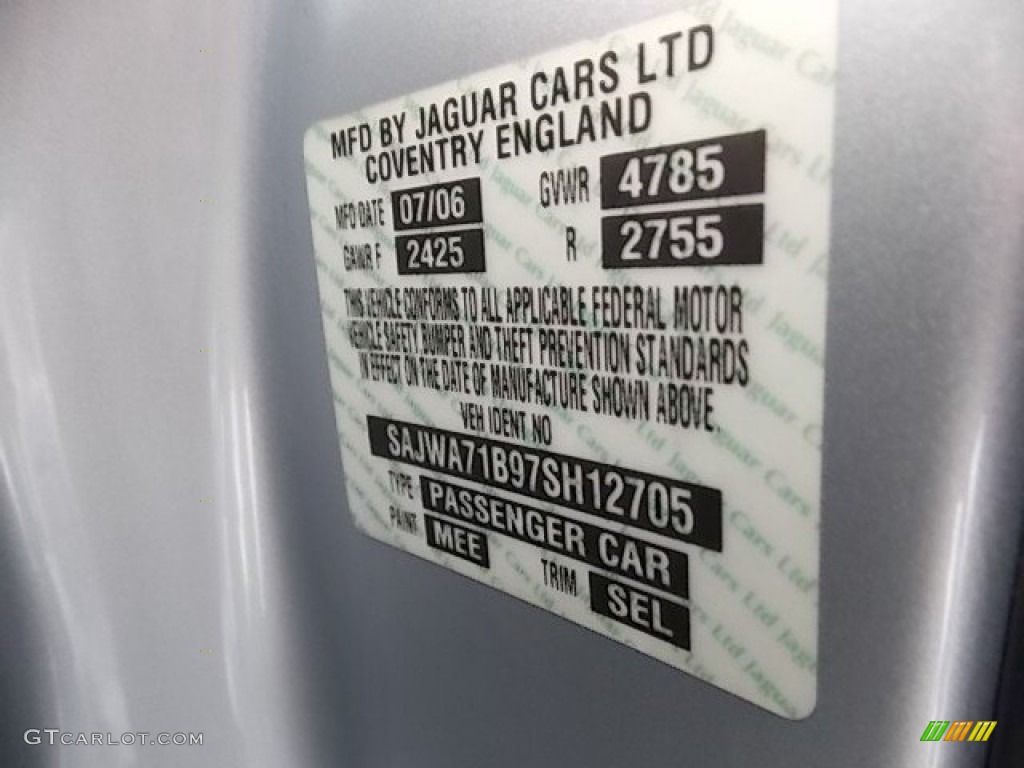 MFD BY JAGUAR CARS LTD
COVENTRY ENGLAND
MFD DATE 07/06 GVWR 4785
GAWR F 2425 R 2755
THIS VEHICLE CONFORMS TO ALL APPLICABLE FEDERAL MOTOR
VEHICLE SAFETY BUMPER AND THEFT PREVENTION STANDARDS
IN EFFECT ON THE DATE OF MANUFACTURE SHOWN ABOVE.
VEH IDENT NO
SAJWA71B97SH12705
TYPE PASSENGER CAR
PAINT MEE TRIM SEL
GTCARLOT.COM